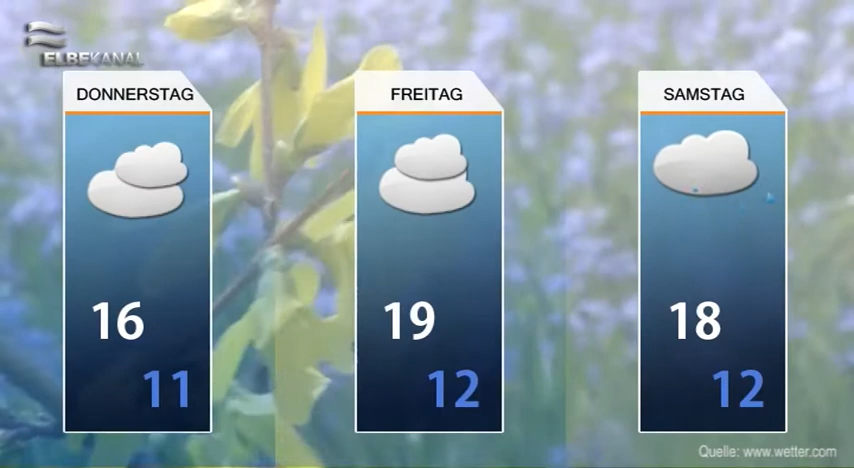 ELBEKANAL
DONNERSTAG
FREITAG
SAMSTAG
16
19
18
11
12
12
Quelle: www.wetter.com